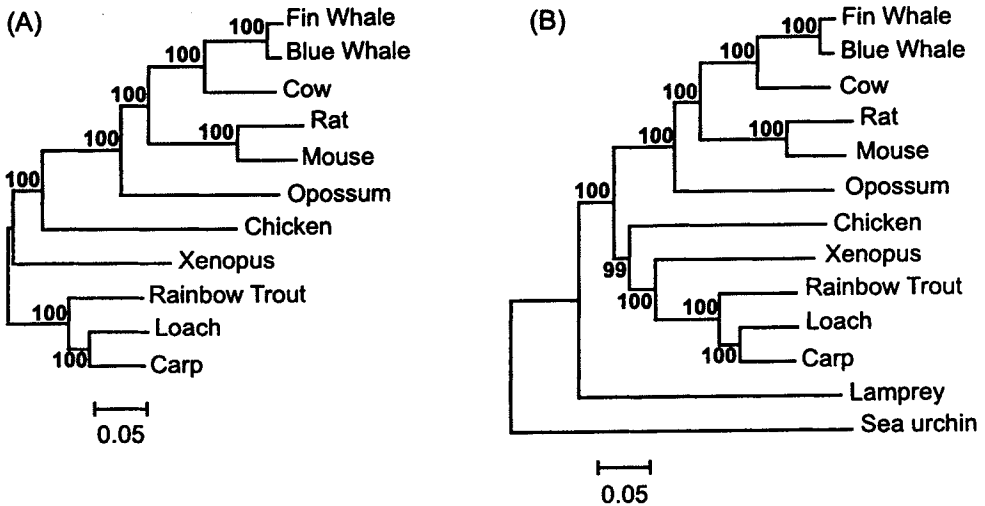 (A)
100
Fin Whale
Blue Whale
100
Cow
100
100
Rat
Mouse
100
Opossum
100
Chicken
Xenopus
100
Rainbow Trout
Loach
100
Carp
0.05
(B)
100
Fin Whale
Blue Whale
100
Cow
100
100
Rat
Mouse
100
Opossum
100
Chicken
99
Xenopus
100
100
Rainbow Trout
Loach
100
Carp
Lamprey
Sea urchin
0.05